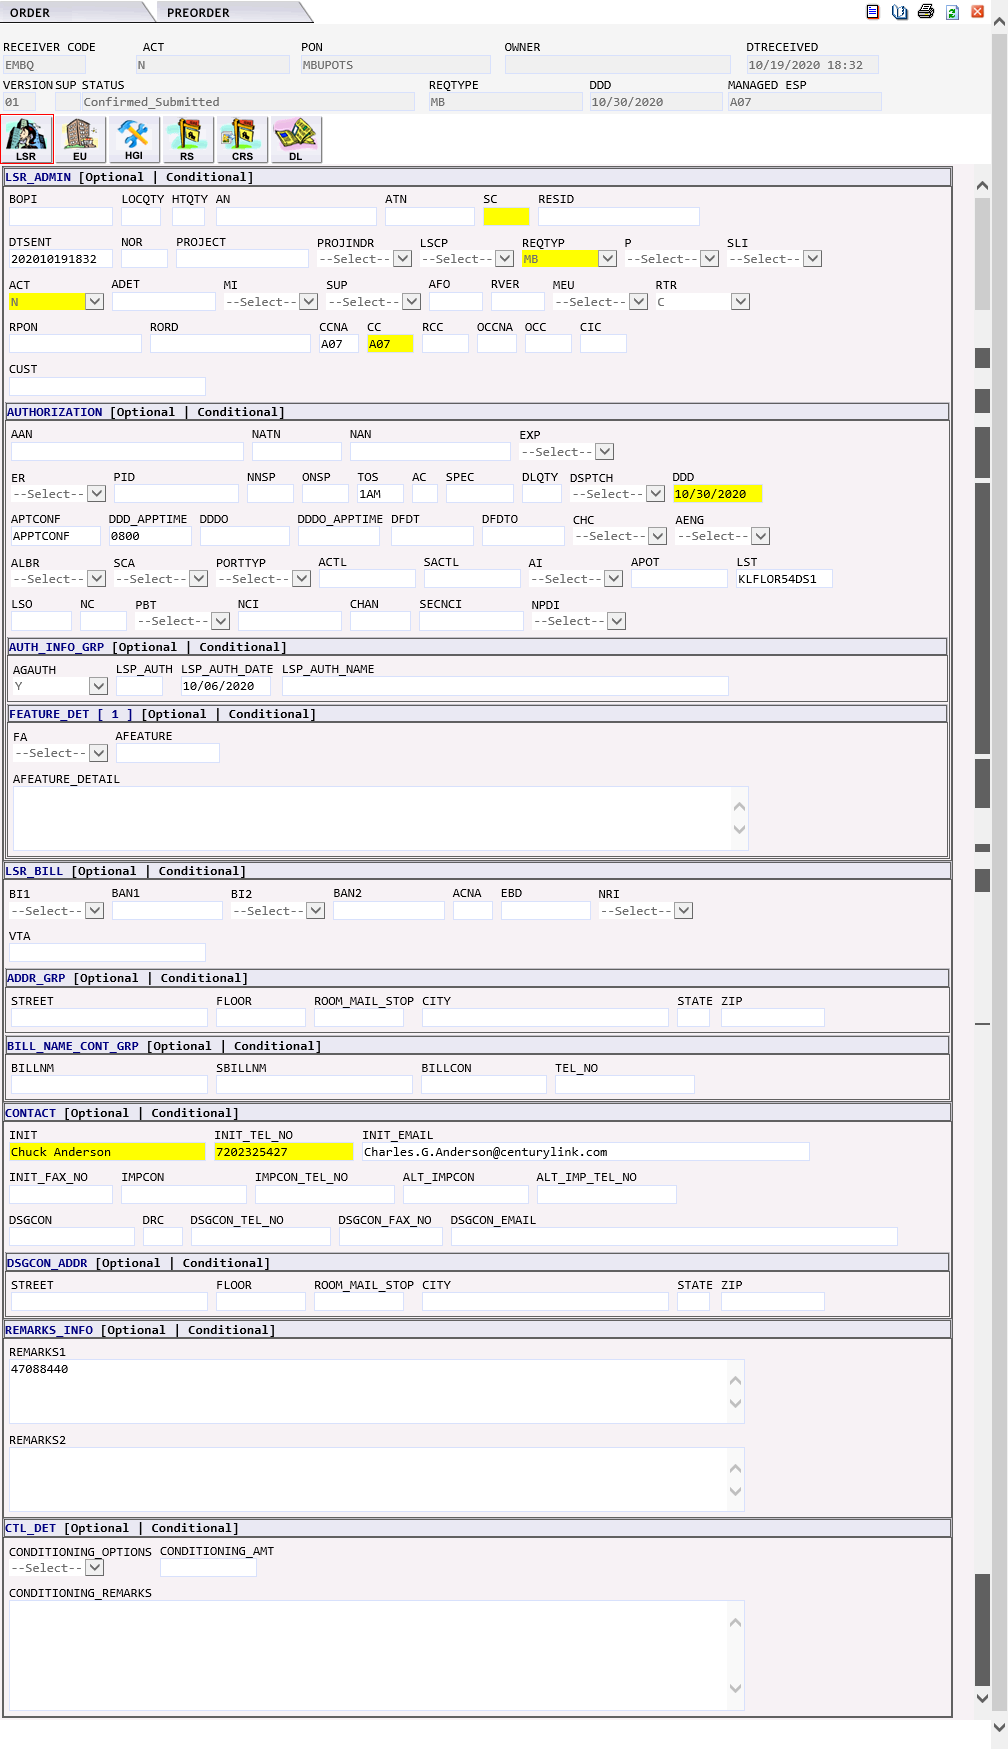 ORDER PREORDER
RECEIVER CODE ACT PON OWNER DTRECEIVED
EMBQ N MBUPOTS 10/19/2020 18:32
VERSION SUP STATUS REQTYPE DDD MANAGED ESP
01 Confirmed_Submitted MB 10/30/2020 A07
LSR EU HGI RS CRS DL
LSR_ADMIN [Optional | Conditional]
BOPI LOCQTY HTQTY AN ATN SC RESID
DTSENT NOR PROJECT PROJINDR LSCP REQTYP P SLI
202010191832 --Select-- --Select-- MB --Select-- --Select--
ACT ADET MI SUP AFO RVER MEU RTR
N --Select-- --Select-- --Select-- C
RPON RORD CCNA CC RCC OCCNA OCC CIC
A07 A07
CUST
AUTHORIZATION [Optional | Conditional]
AAN NATN NAN EXP
--Select--
ER PID NNSP ONSP TOS AC SPEC DLQTY DSPTCH DDD
--Select-- 1AM --Select-- 10/30/2020
APTCONF DDD_APPTIME DDDO DDDO_APPTIME DFDT DFDTO CHC AENG
APPTCONF 0800 --Select-- --Select--
ALBR SCA PORTTYP ACTL SACTL AI APOT LST
--Select-- --Select-- --Select-- --Select-- KLFLOR54DS1
LSO NC PBT NCI CHAN SECNCI NPDI
--Select-- --Select--
AUTH_INFO_GRP [Optional | Conditional]
AGAUTH LSP_AUTH LSP_AUTH_DATE LSP_AUTH_NAME
Y 10/06/2020
FEATURE_DET [ 1 ] [Optional | Conditional]
FA AFEATURE
--Select--
AFEATURE_DETAIL
LSR_BILL [Optional | Conditional]
BI1 BAN1 BI2 BAN2 ACNA EBD NRI
--Select-- --Select-- --Select--
VTA
ADDR_GRP [Optional | Conditional]
STREET FLOOR ROOM_MAIL_STOP CITY STATE ZIP
BILL_NAME_CONT_GRP [Optional | Conditional]
BILLNM SBILLNM BILLCON TEL_NO
CONTACT [Optional | Conditional]
INIT INIT_TEL_NO INIT_EMAIL
Chuck Anderson 7202325427 Charles.G.Anderson@centurylink.com
INIT_FAX_NO IMPCON IMPCON_TEL_NO ALT_IMPCON ALT_IMP_TEL_NO
DSGCON DRC DSGCON_TEL_NO DSGCON_FAX_NO DSGCON_EMAIL
DSGCON_ADDR [Optional | Conditional]
STREET FLOOR ROOM_MAIL_STOP CITY STATE ZIP
REMARKS_INFO [Optional | Conditional]
REMARKS1
47088440
REMARKS2
CTL_DET [Optional | Conditional]
CONDITIONING_OPTIONS CONDITIONING_AMT
--Select--
CONDITIONING_REMARKS